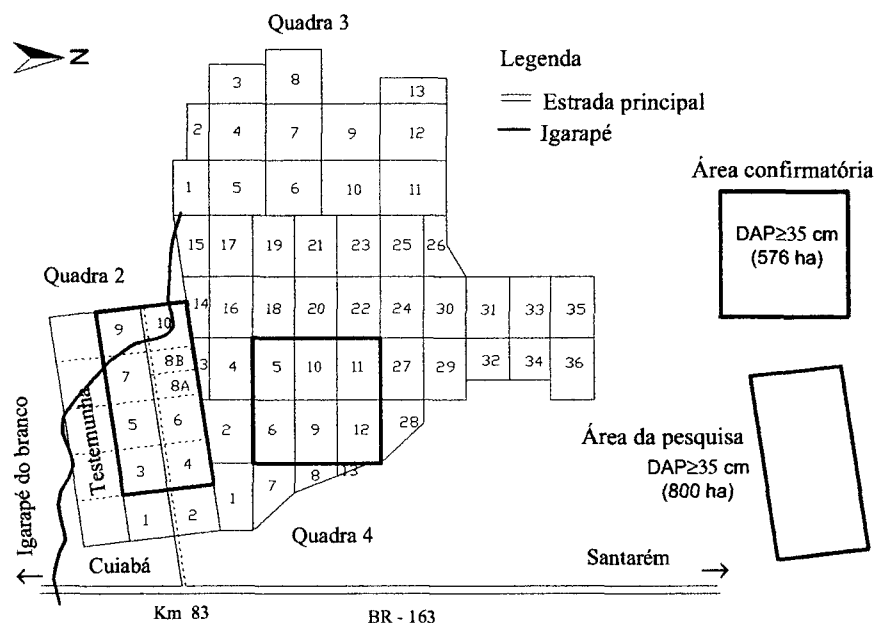 Quadra 3
N
Legenda
Estrada principal
Igarapé
Área confirmatória
DAP≥35 cm
(576 ha)
3 8 13
2 4 7 9 12
1 5 6 10 11
15 17 19 21 23 25 26
Quadra 2
14 16 18 20 22 24 30 31 33 35
9 10
7 8B 8A
3 4 5 10 11 27 29 32 34 36
5 6
2 6 9 12 28
3 4
1 7 8 13
1 2
Testemunha
Igarapé do branco
Área da pesquisa
DAP≥35 cm
(800 ha)
Quadra 4
Cuiabá
Santarém
Km 83
BR - 163